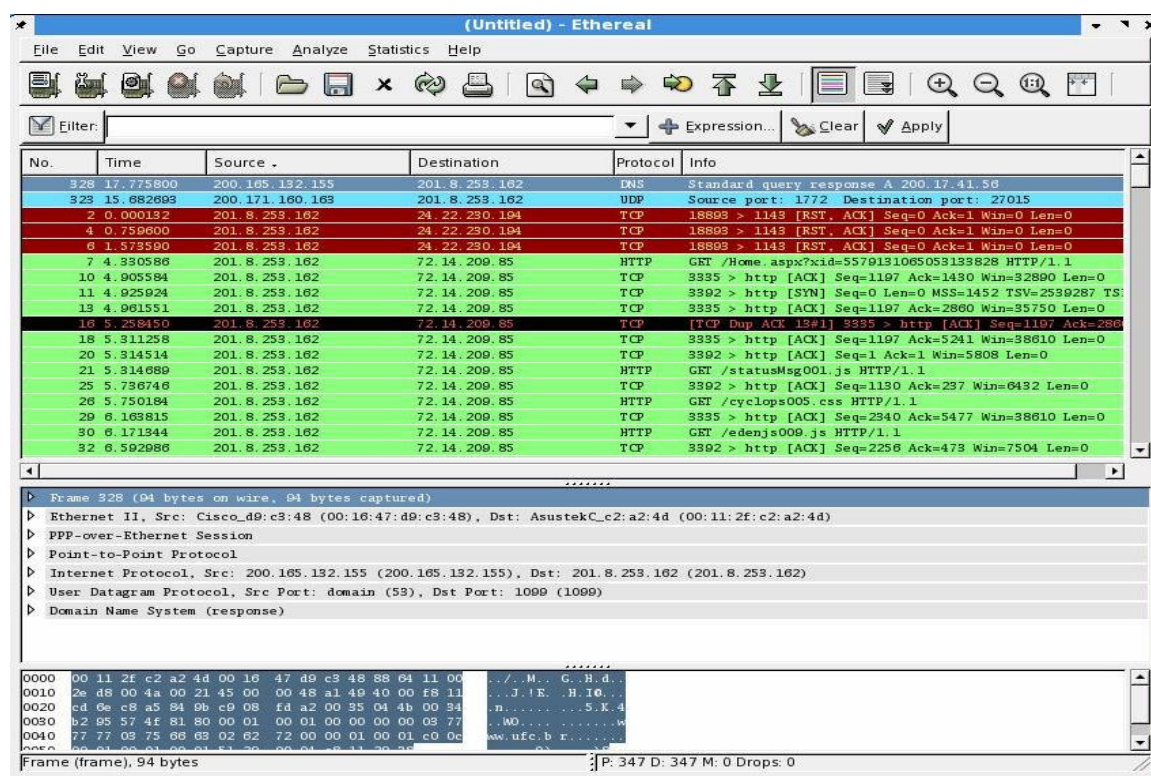 (Untitled) - Ethereal
File Edit View Go Capture Analyze Statistics Help
Filter: Expression... Clear Apply
No. Time Source Destination Protocol Info
328 17.775800 200.165.132.155 201.8.253.162 DNS Standard query response A 200.17.41.56
323 15.682693 200.171.160.163 201.8.253.162 UDP Source port: 1772 Destination port: 27015
2 0.000132 201.8.253.162 24.22.230.194 TCP 18893 > 1143 [RST, ACK] Seq=0 Ack=1 Win=0 Len=0
4 0.759600 201.8.253.162 24.22.230.194 TCP 18893 > 1143 [RST, ACK] Seq=0 Ack=1 Win=0 Len=0
6 1.573590 201.8.253.162 24.22.230.194 TCP 18893 > 1143 [RST, ACK] Seq=0 Ack=1 Win=0 Len=0
7 4.330586 201.8.253.162 72.14.209.85 HTTP GET /Home.aspx?xid=5579131065053133828 HTTP/1.1
10 4.905584 201.8.253.162 72.14.209.85 TCP 3335 > http [ACK] Seq=1197 Ack=1430 Win=32890 Len=0
11 4.925924 201.8.253.162 72.14.209.85 TCP 3392 > http [SYN] Seq=0 Len=0 MSS=1452 TSV=2539287 TS
13 4.961551 201.8.253.162 72.14.209.85 TCP 3335 > http [ACK] Seq=1197 Ack=2860 Win=35750 Len=0
16 5.258450 201.8.253.162 72.14.209.85 TCP [TCP Dup ACK 13#1] 3335 > http [ACK] Seq=1197 Ack=286
18 5.311258 201.8.253.162 72.14.209.85 TCP 3335 > http [ACK] Seq=1197 Ack=5241 Win=38610 Len=0
20 5.314514 201.8.253.162 72.14.209.85 TCP 3392 > http [ACK] Seq=1 Ack=1 Win=5808 Len=0
21 5.314689 201.8.253.162 72.14.209.85 HTTP GET /statusMsg001.js HTTP/1.1
25 5.736746 201.8.253.162 72.14.209.85 TCP 3392 > http [ACK] Seq=1130 Ack=237 Win=6432 Len=0
26 5.750184 201.8.253.162 72.14.209.85 HTTP GET /cyclops005.css HTTP/1.1
29 6.163815 201.8.253.162 72.14.209.85 TCP 3335 > http [ACK] Seq=2340 Ack=5477 Win=38610 Len=0
30 6.171344 201.8.253.162 72.14.209.85 HTTP GET /edenjs009.js HTTP/1.1
32 6.592986 201.8.253.162 72.14.209.85 TCP 3392 > http [ACK] Seq=2256 Ack=473 Win=7504 Len=0
Frame 328 (94 bytes on wire, 94 bytes captured)
Ethernet II, Src: Cisco_d9:c3:48 (00:16:47:d9:c3:48), Dst: AsustekC_c2:a2:4d (00:11:2f:c2:a2:4d)
PPP-over-Ethernet Session
Point-to-Point Protocol
Internet Protocol, Src: 200.165.132.155 (200.165.132.155), Dst: 201.8.253.162 (201.8.253.162)
User Datagram Protocol, Src Port: domain (53), Dst Port: 1099 (1099)
Domain Name System (response)
0000 00 11 2f c2 a2 4d 00 16 47 d9 c3 48 88 64 11 00 ../..M.. G..H.d..
0010 2e d8 00 4a 00 21 45 00 00 48 a1 49 40 00 f8 11 ...J.!E. .H.I@...
0020 cd 6e c8 a5 84 9b c9 08 fd a2 00 35 04 4b 00 34 .n...... ...5.K.4
0030 b2 95 57 4f 81 80 00 01 00 01 00 00 00 00 03 77 ..WO.... .......w
0040 77 77 03 75 66 63 02 62 72 00 00 01 00 01 c0 0c ww.ufc.b r.......
Frame (frame), 94 bytes P: 347 D: 347 M: 0 Drops: 0